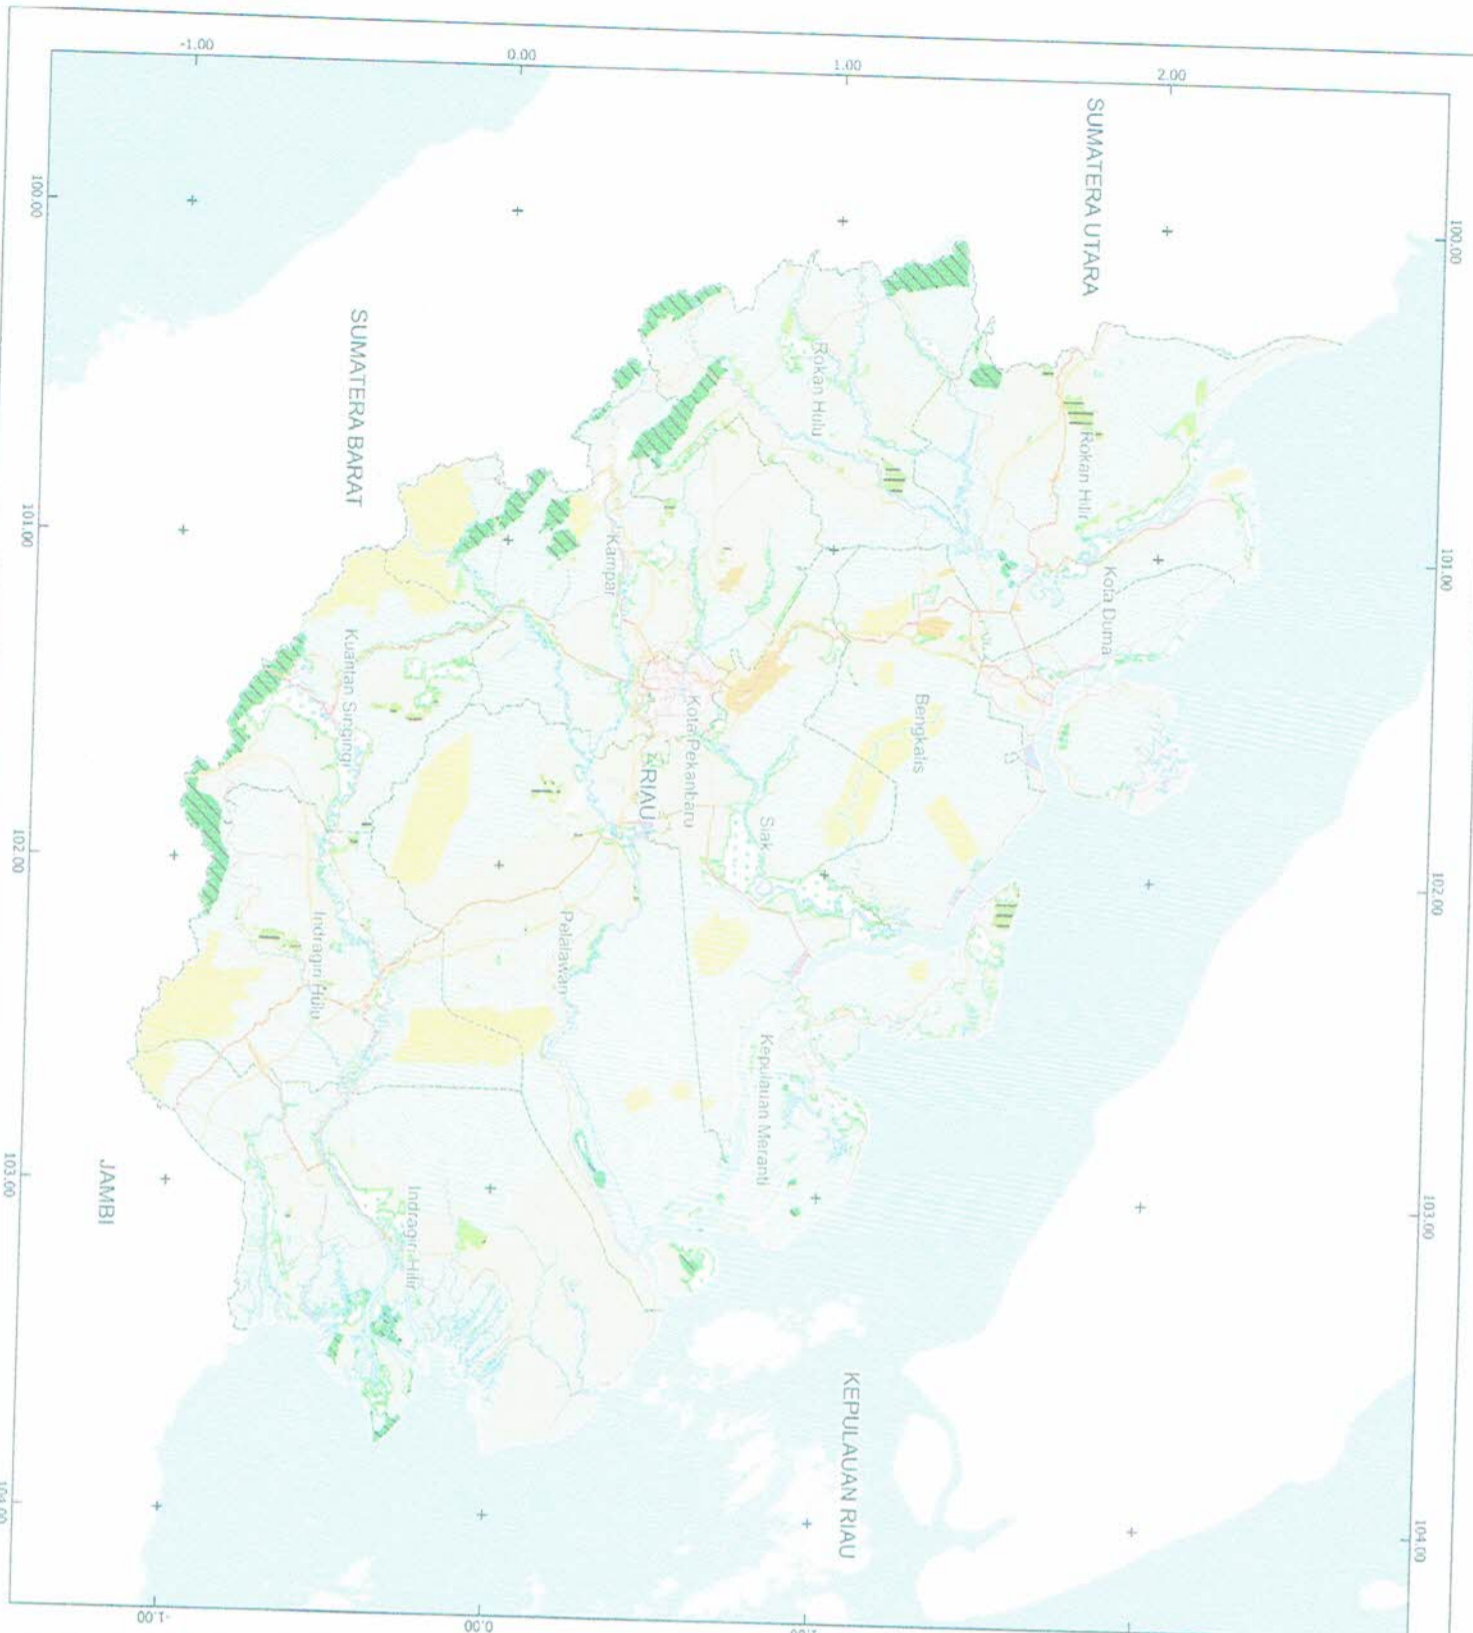 -1.00
0.00
1.00
2.00
100.00
101.00
102.00
103.00
104.00
SUMATERA UTARA
Rokan Hilir
Kota Dumai
Rokan Hulu
Bengkalis
Kampar
Kota Pekanbaru
Siak
RIAU
Kepulauan Meranti
SUMATERA BARAT
Pelalawan
Kuantan Singingi
Indragiri Hulu
Indragiri Hilir
KEPULAUAN RIAU
JAMBI
100.00
101.00
102.00
103.00
-1.00
0.00